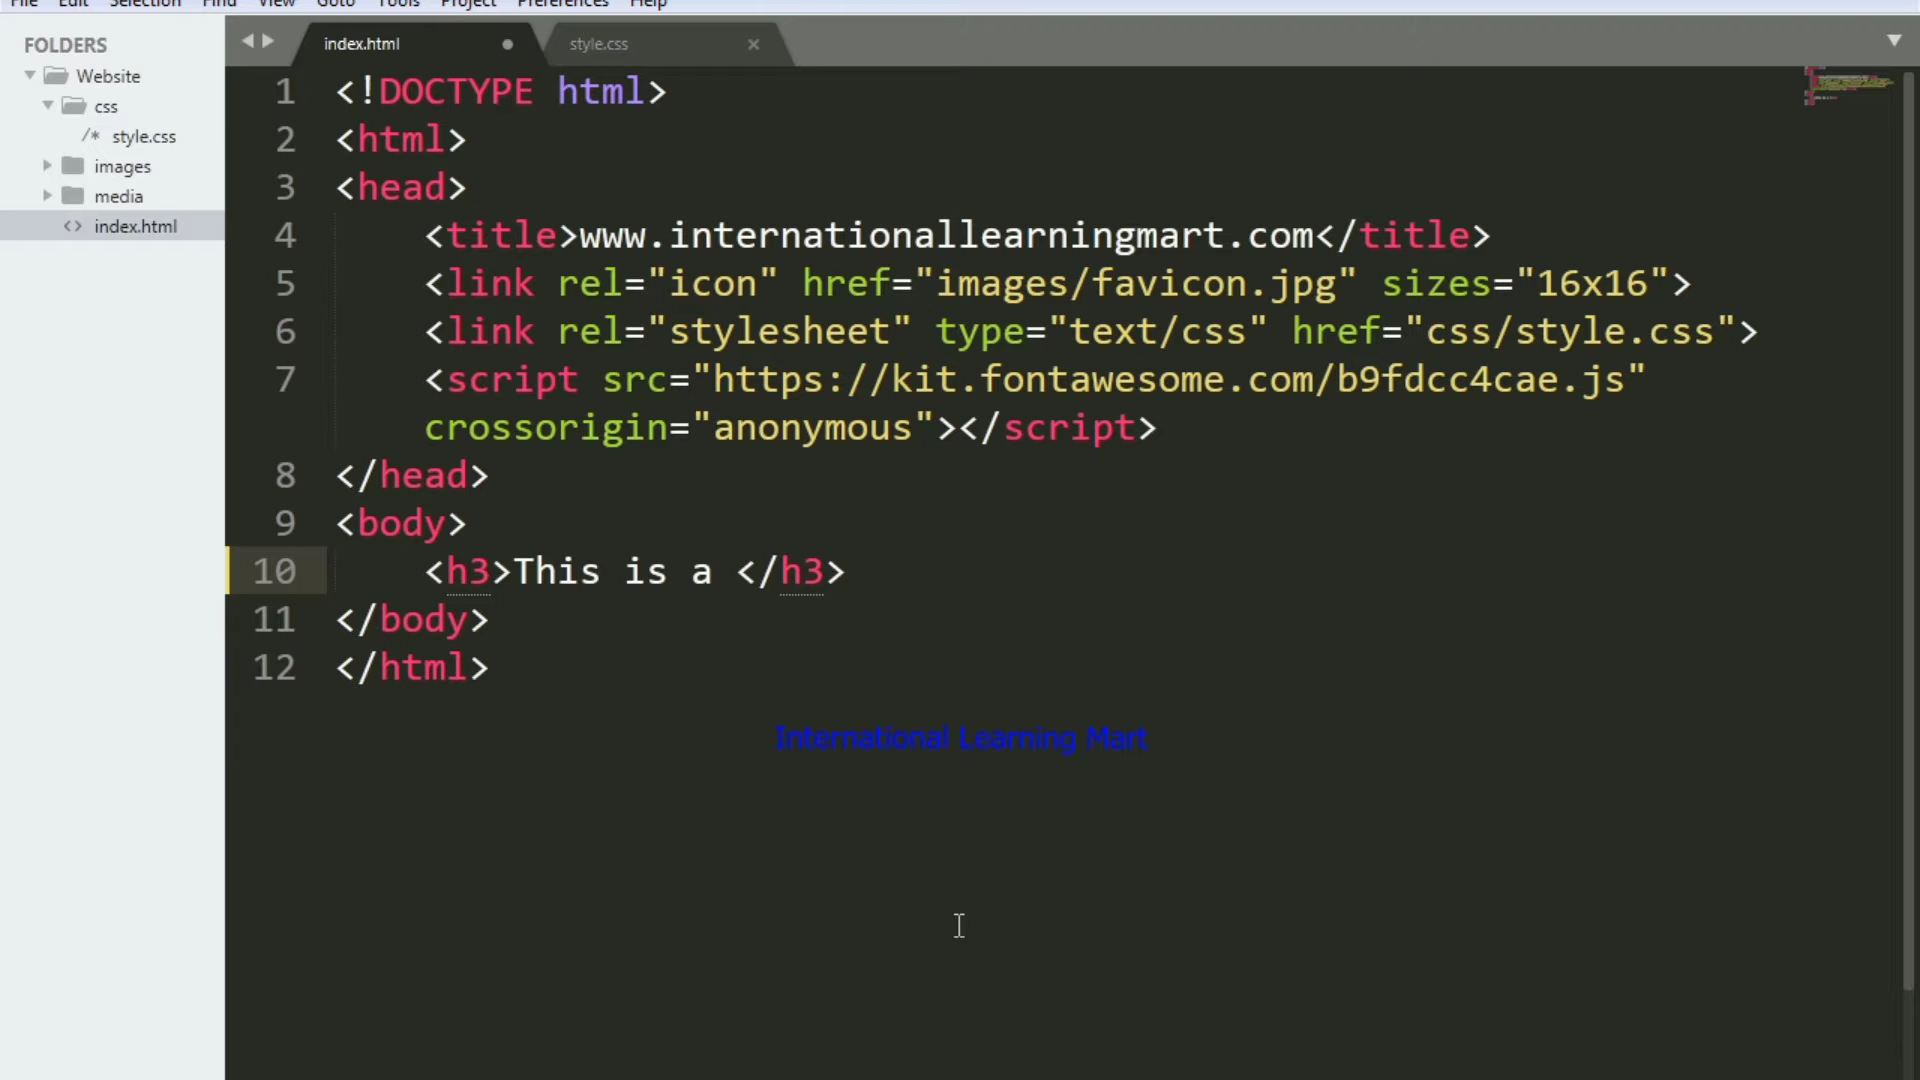 File Edit Selection Find View Goto Tools Project Preferences Help
FOLDERS
Website
css
/* style.css
images
media
<> index.html
index.html
style.css
1 <!DOCTYPE html>
2 <html>
3 <head>
4 <title>www.internationallearningmart.com</title>
5 <link rel="icon" href="images/favicon.jpg" sizes="16x16">
6 <link rel="stylesheet" type="text/css" href="css/style.css">
7 <script src="https://kit.fontawesome.com/b9fdcc4cae.js"
crossorigin="anonymous"></script>
8 </head>
9 <body>
10 <h3>This is a </h3>
11 </body>
12 </html>
International Learning Mart